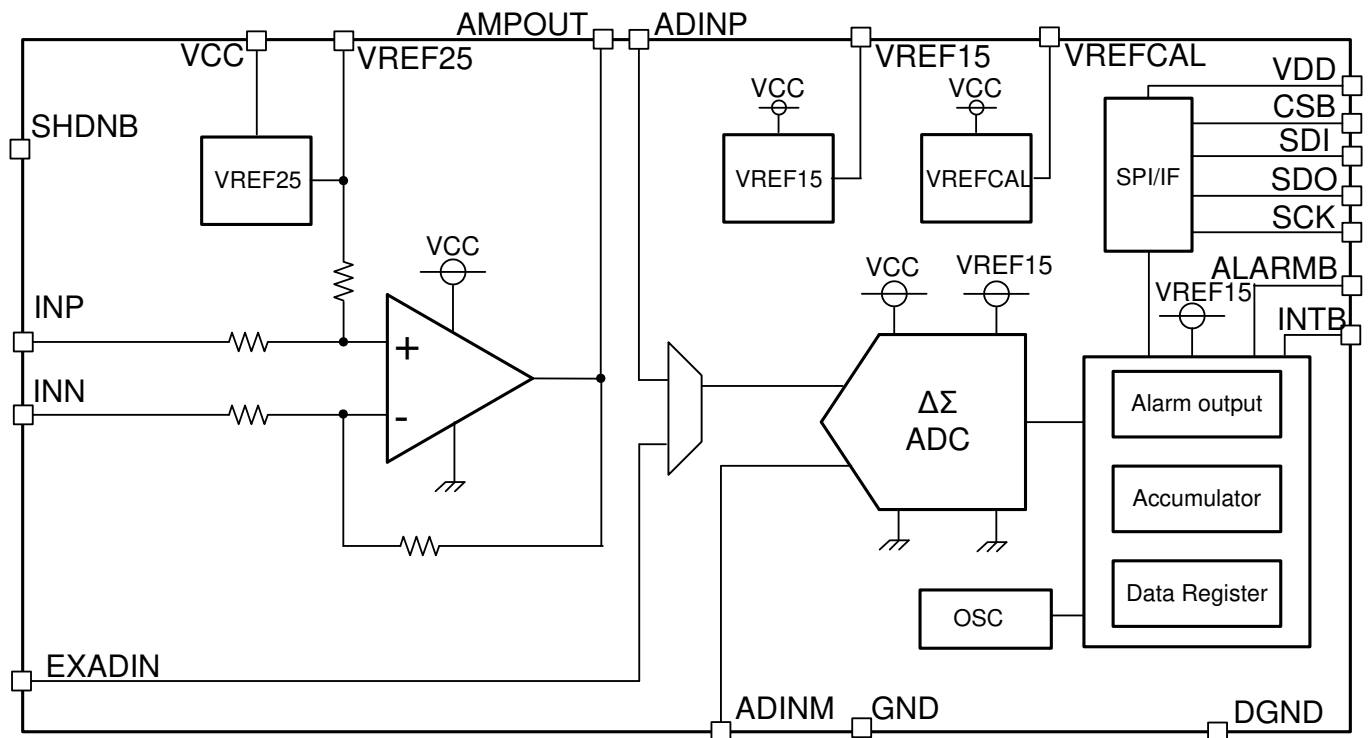 AMPOUT
ADINP
VCC
VREF25
VREF15
VREFCAL
VDD
CSB
SDI
SDO
SCK
SHDNB
VREF25
VCC
VREF15
VCC
VREFCAL
SPI/IF
VCC
VCC
VREF15
ALARMB
VREF15
INTB
INP
+
INN
-
ΔΣ
ADC
Alarm output
Accumulator
Data Register
OSC
EXADIN
ADINM
GND
DGND